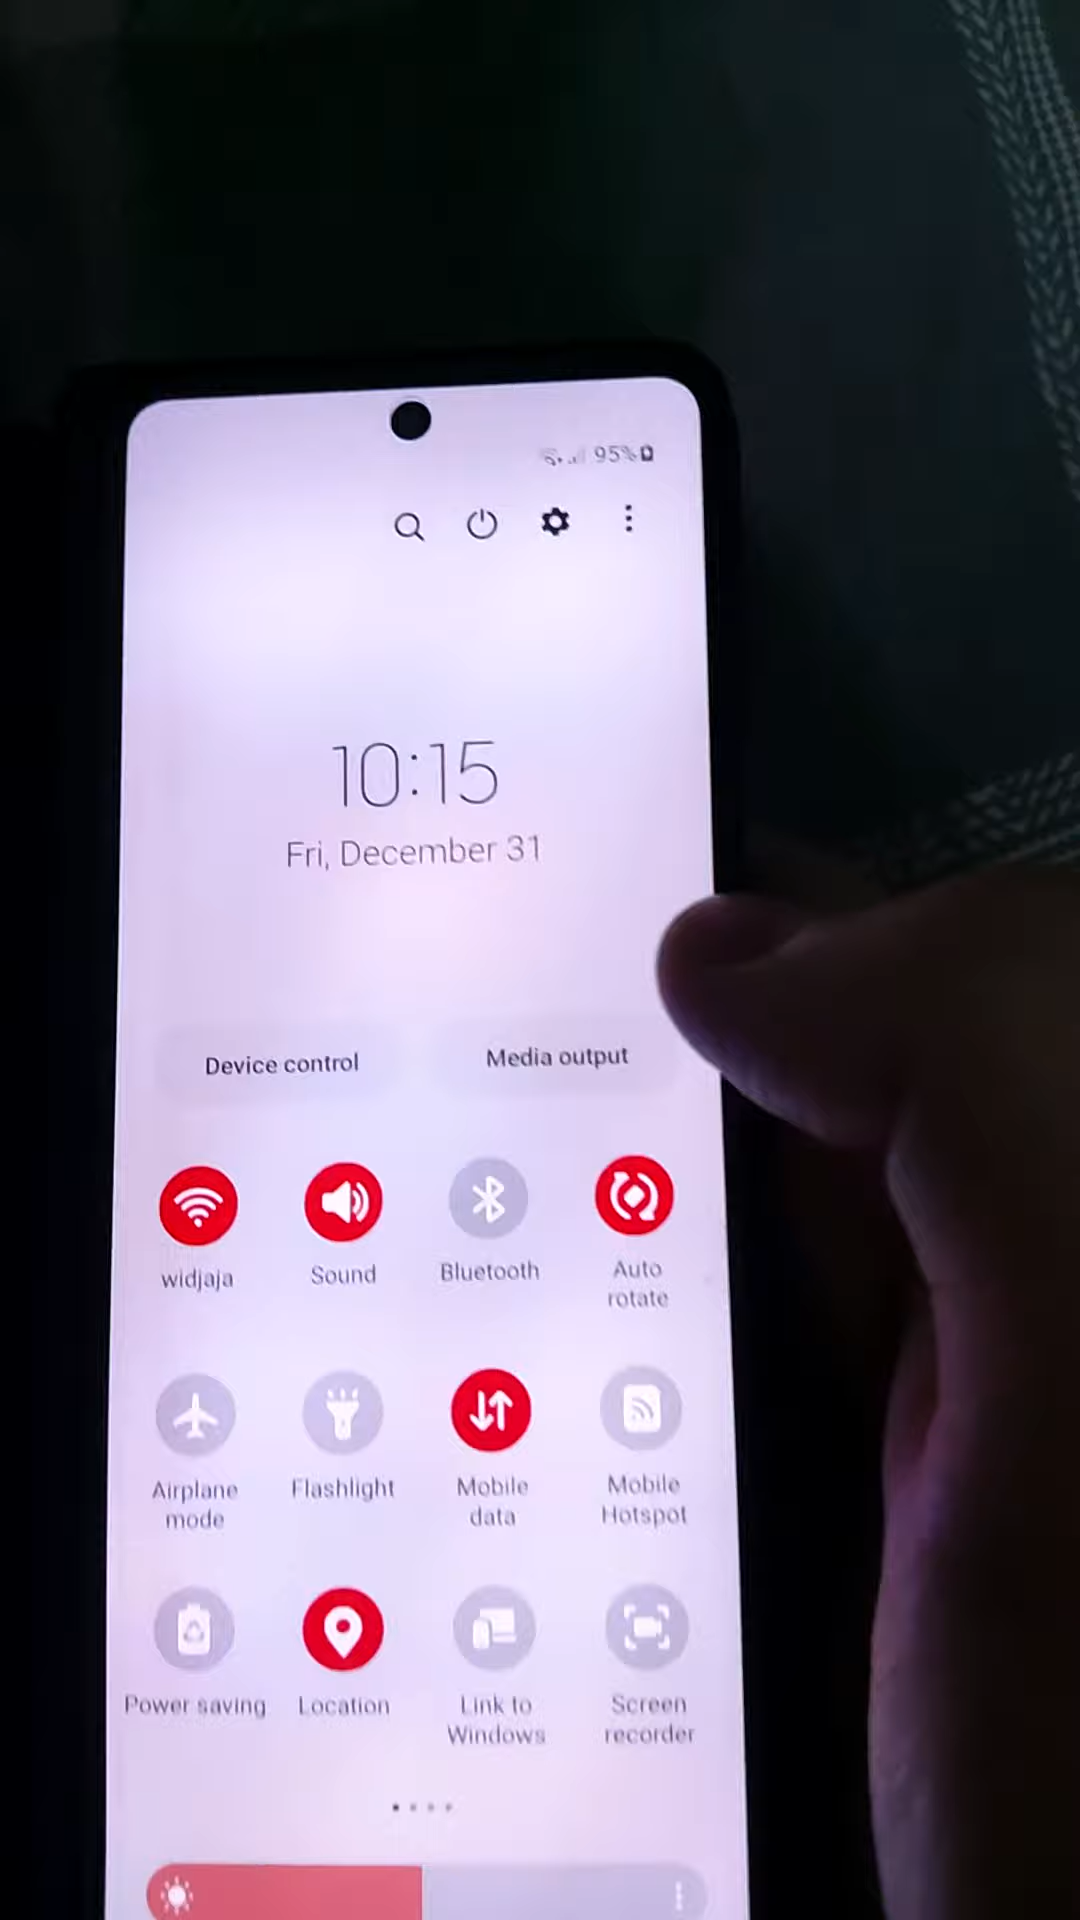 95%
10:15
Fri, December 31
Device control
Media output
widjaja
Sound
Bluetooth
Auto
rotate
Airplane
mode
Flashlight
Mobile
data
Mobile
Hotspot
Power saving
Location
Link to
Windows
Screen
recorder